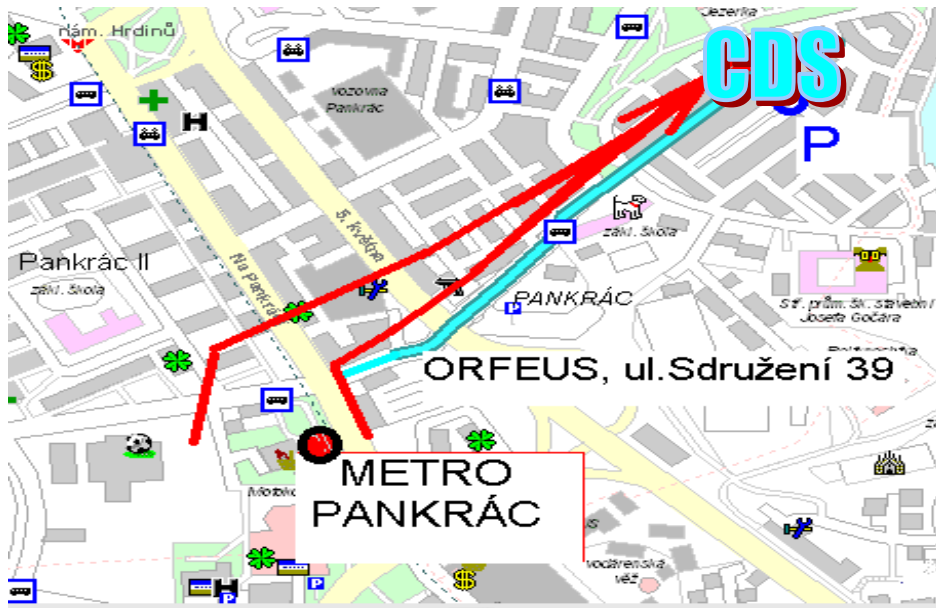 nám. Hrdinů
Jezerka
CDS
vozovna
Pankrác
H
P
5. května
Na Pankráci
zákl. škola
Pankrác II
zákl. škola
PANKRÁC
P
Stř. prům. šk. stavební
Josefa Gočára
ORFEUS, ul.Sdružení 39
METRO
PANKRÁC
vodárenská
věž
H
P
P
$
$